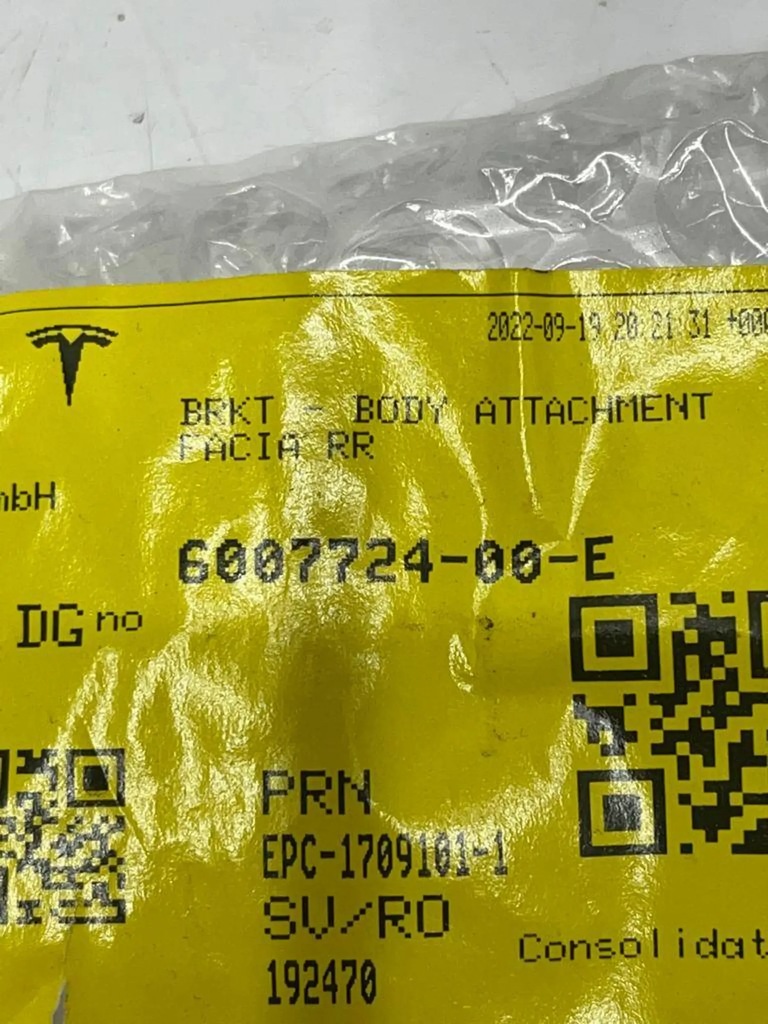 2022-09-19 20 21 31 +000
BRKT - BODY ATTACHMENT
FACIA RR
mbH
6007724-00-E
DG no
PRN
EPC-1709101-1
SV/RO
192470
Consolidat